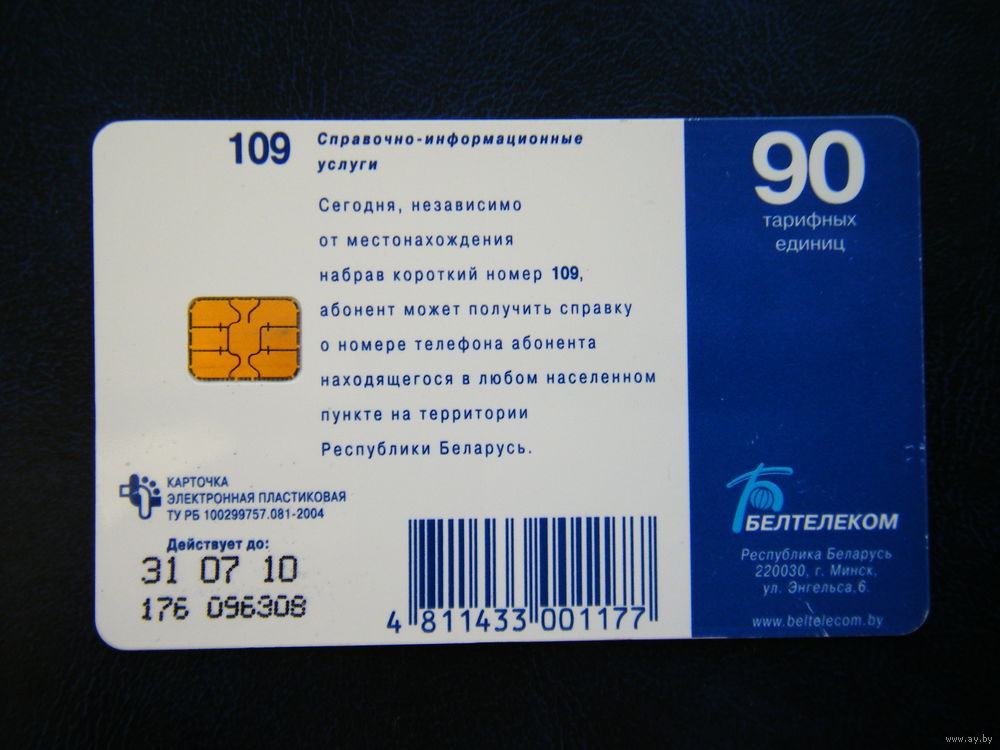 109
Справочно-информационные
услуги
Сегодня, независимо
от местонахождения
набрав короткий номер 109,
абонент может получить справку
о номере телефона абонента
находящегося в любом населенном
пункте на территории
Республики Беларусь.
КАРТОЧКА
ЭЛЕКТРОННАЯ ПЛАСТИКОВАЯ
ТУ РБ 100299757.081-2004
Действует до:
31 07 10
176 096308
4 811433 001177
90
тарифных
единиц
БЕЛТЕЛЕКОМ
Республика Беларусь
220030, г. Минск,
ул. Энгельса,6.
www.beltelecom.by
www.ay.by